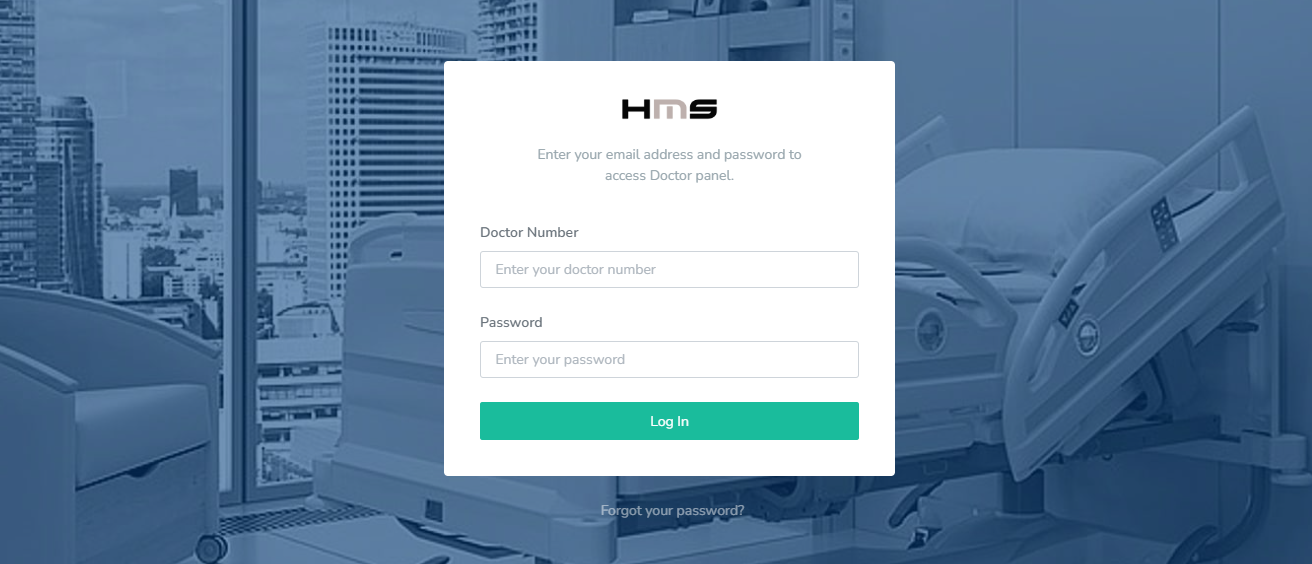 HMS
Enter your email address and password to
access Doctor panel.
Doctor Number
Enter your doctor number
Password
Enter your password
Log In
Forgot your password?